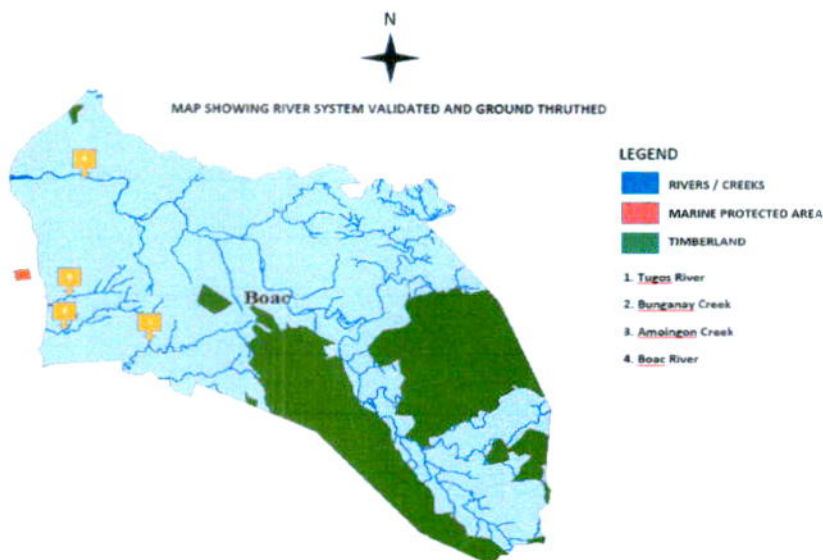 N
MAP SHOWING RIVER SYSTEM VALIDATED AND GROUND THRUTHED
LEGEND
RIVERS / CREEKS
MARINE PROTECTED AREA
TIMBERLAND
1. Tugos River
2. Bunganay Creek
3. Amoingon Creek
4. Boac River
Boac